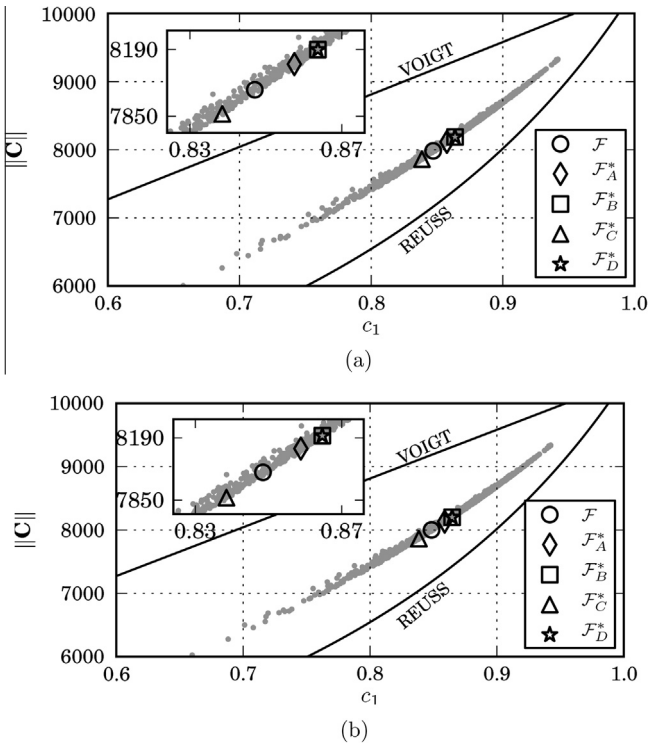 10000
9000
8000
7000
6000
‖C‖
8190
7850
0.83 0.87
VOIGT
REUSS
F
F*A
F*B
F*C
F*D
0.6 0.7 0.8 0.9 1.0
c₁
(a)
10000
9000
8000
7000
6000
‖C‖
8190
7850
0.83 0.87
VOIGT
REUSS
F
F*A
F*B
F*C
F*D
0.6 0.7 0.8 0.9 1.0
c₁
(b)